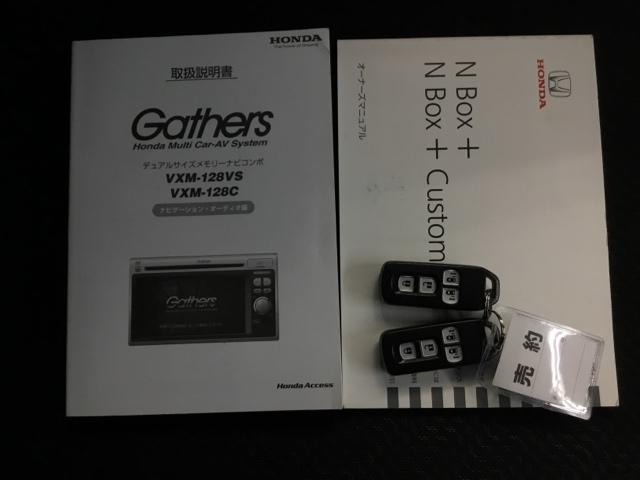 HONDA
The Power of Dreams
取扱説明書
Gathers
Honda Multi Car-AV System
デュアルサイズメモリーナビコンポ
VXM-128VS
VXM-128C
ナビゲーション・オーディオ編
Gathers
Honda Access
HONDA
N Box +
N Box + Custom
オーナーズマニュアル
売約